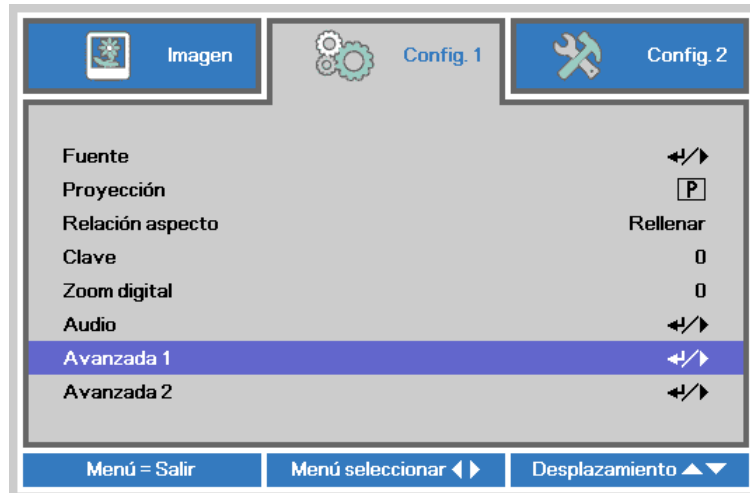 Imagen Config. 1 Config. 2
Fuente
Proyección P
Relación aspecto Rellenar
Clave 0
Zoom digital 0
Audio
Avanzada 1
Avanzada 2
Menú = Salir Menú seleccionar Desplazamiento